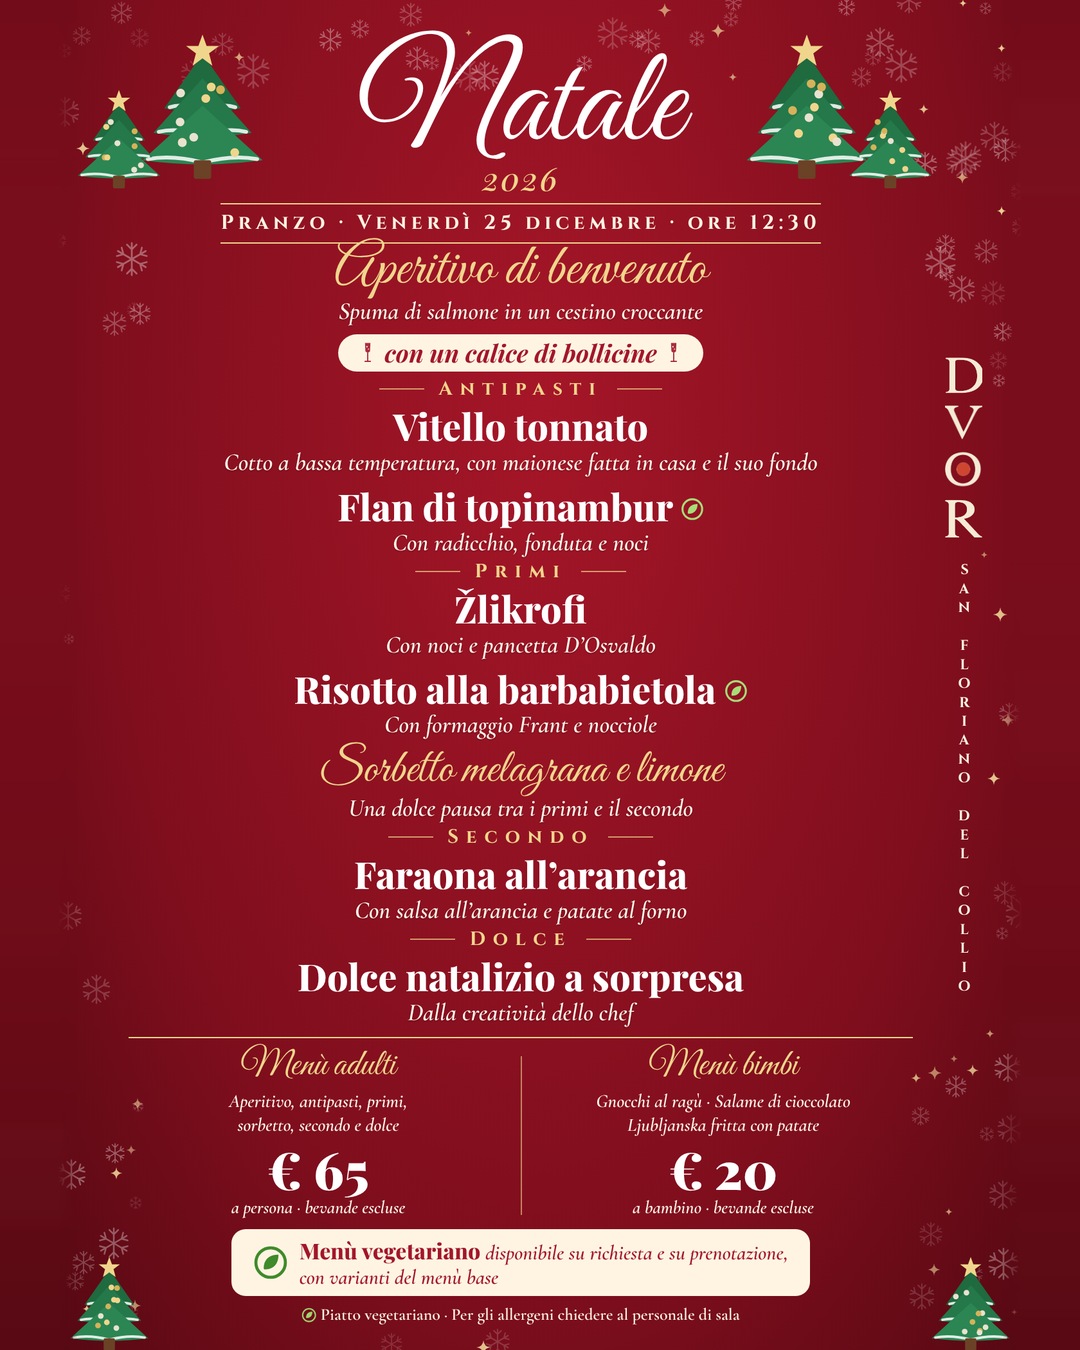 Natale
2026
Pranzo · Venerdì 25 dicembre · ore 12:30
Aperitivo di benvenuto
Spuma di salmone in un cestino croccante
con un calice di bollicine
Antipasti
Vitello tonnato
Cotto a bassa temperatura, con maionese fatta in casa e il suo fondo
Flan di topinambur
Con radicchio, fonduta e noci
Primi
Žlikrofi
Con noci e pancetta D’Osvaldo
Risotto alla barbabietola
Con formaggio Frant e nocciole
Sorbetto melagrana e limone
Una dolce pausa tra i primi e il secondo
Secondo
Faraona all’arancia
Con salsa all’arancia e patate al forno
Dolce
Dolce natalizio a sorpresa
Dalla creatività dello chef
Menù adulti
Aperitivo, antipasti, primi,
sorbetto, secondo e dolce
€ 65
a persona · bevande escluse
Menù bimbi
Gnocchi al ragù · Salame di cioccolato
Ljubljanska fritta con patate
€ 20
a bambino · bevande escluse
Menù vegetariano disponibile su richiesta e su prenotazione,
con varianti del menù base
Piatto vegetariano · Per gli allergeni chiedere al personale di sala
DVOR
SAN FLORIANO DEL COLLIO